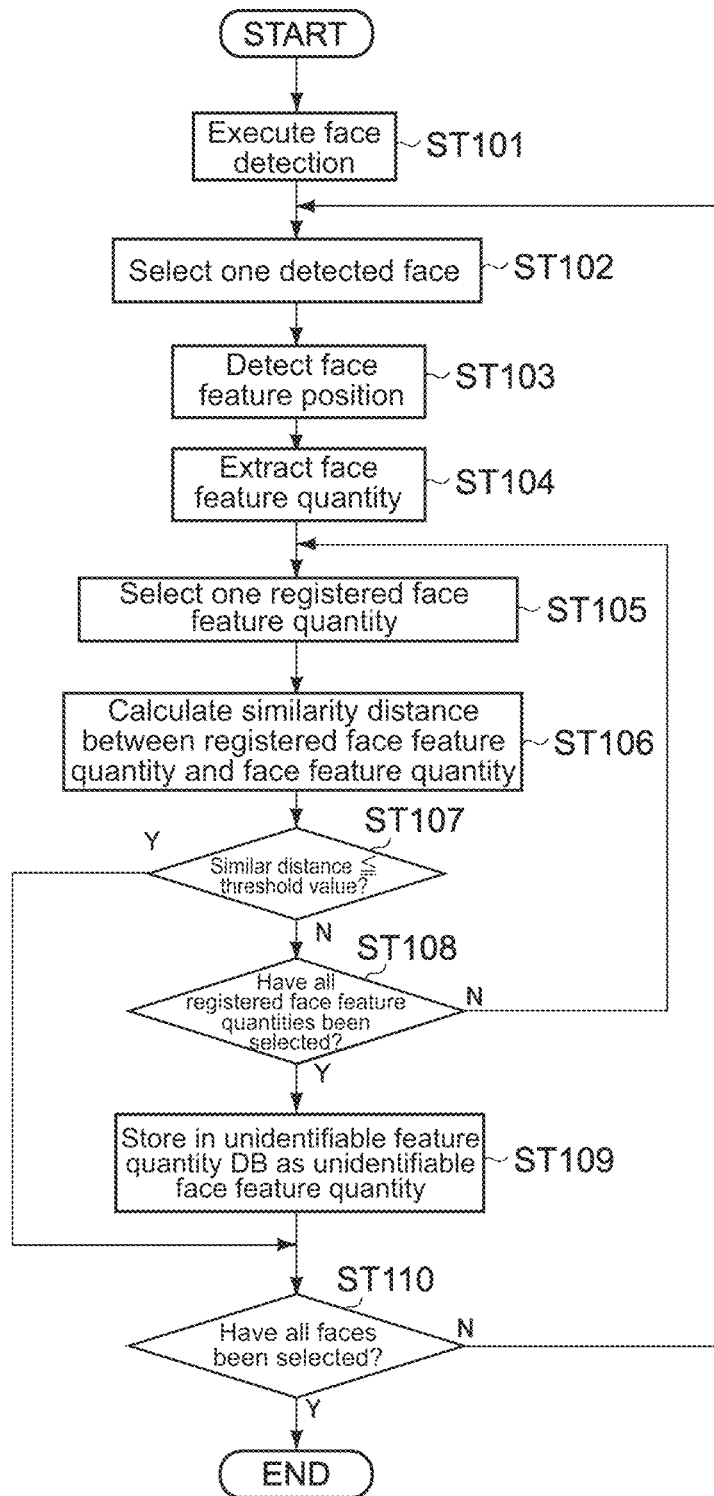 START
Execute face
detection
ST101
Select one detected face
ST102
Detect face
feature position
ST103
Extract face
feature quantity
ST104
Select one registered face
feature quantity
ST105
Calculate similarity distance
between registered face feature
quantity and face feature quantity
ST106
ST107
Y
Similar distance ≦
threshold value?
N
ST108
Have all
registered face feature
quantities been
selected?
N
Y
Store in unidentifiable feature
quantity DB as unidentifiable
face feature quantity
ST109
ST110
Have all faces
been selected?
N
Y
END